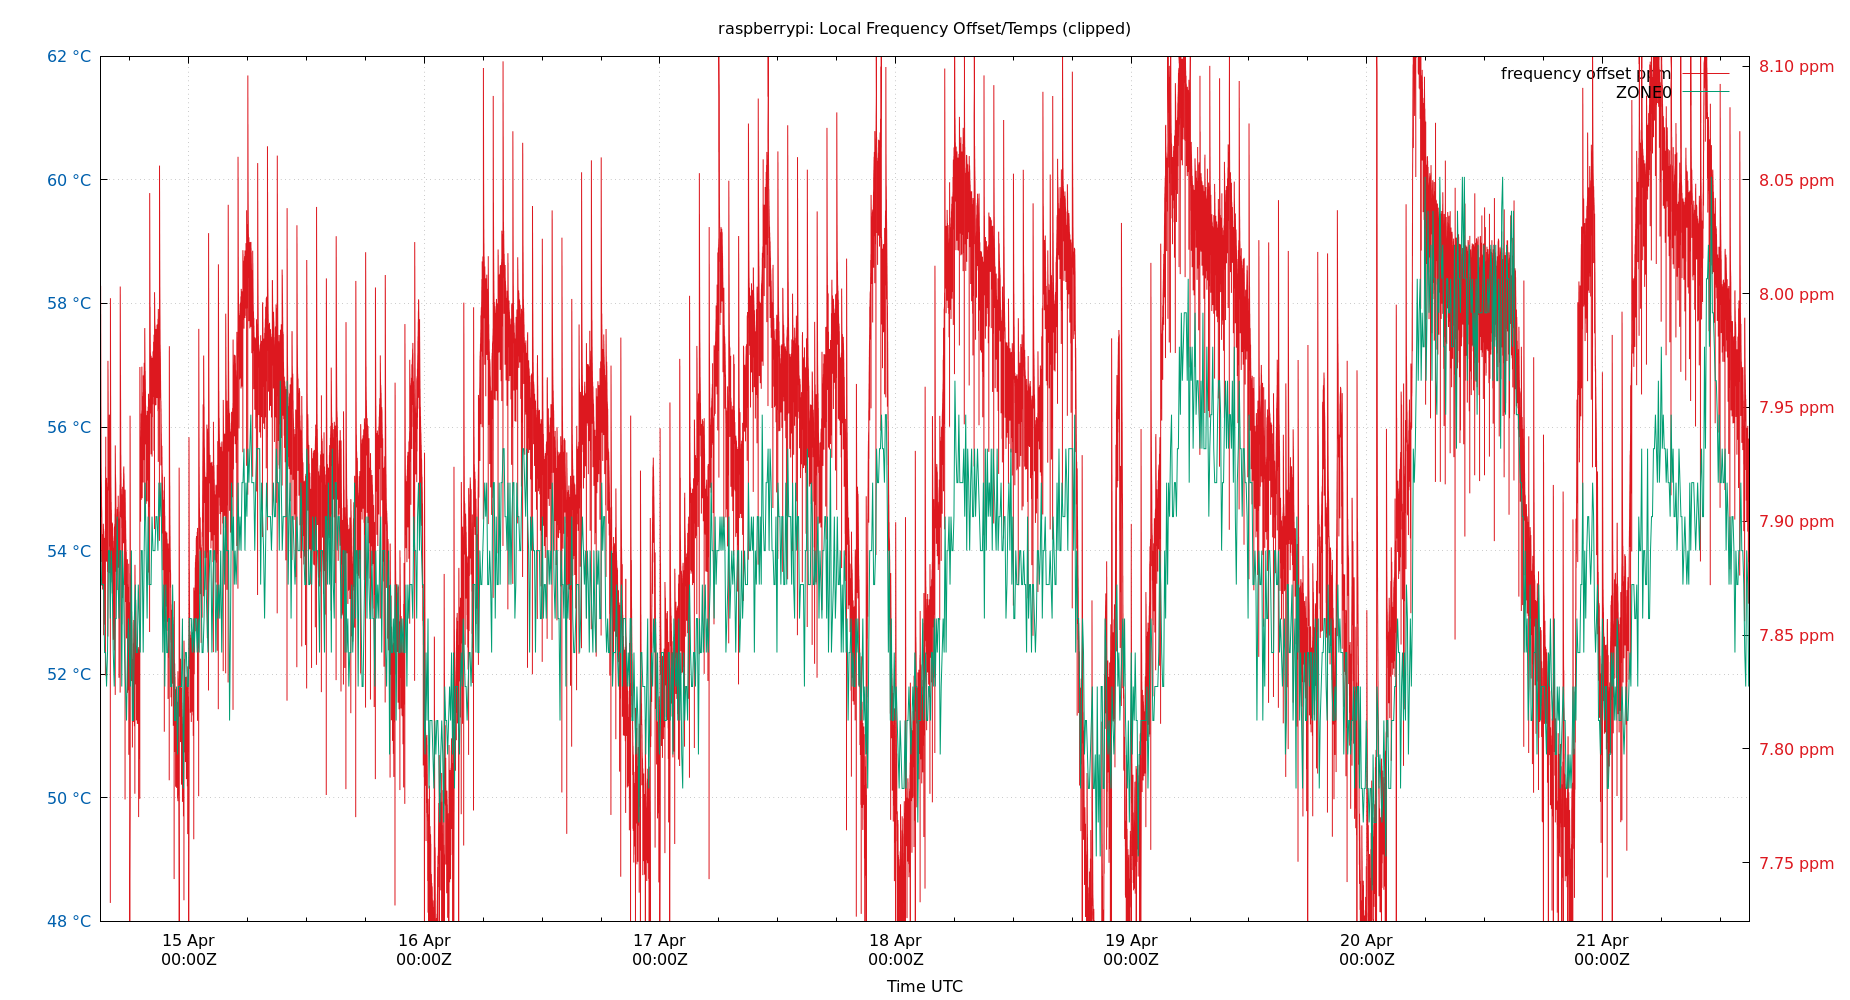 raspberrypi: Local Frequency Offset/Temps (clipped)
62 °C
60 °C
58 °C
56 °C
54 °C
52 °C
50 °C
48 °C
frequency offset ppm
ZONE0
8.10 ppm
8.05 ppm
8.00 ppm
7.95 ppm
7.90 ppm
7.85 ppm
7.80 ppm
7.75 ppm
15 Apr 16 Apr 17 Apr 18 Apr 19 Apr 20 Apr 21 Apr
00:00Z 00:00Z 00:00Z 00:00Z 00:00Z 00:00Z 00:00Z
Time UTC